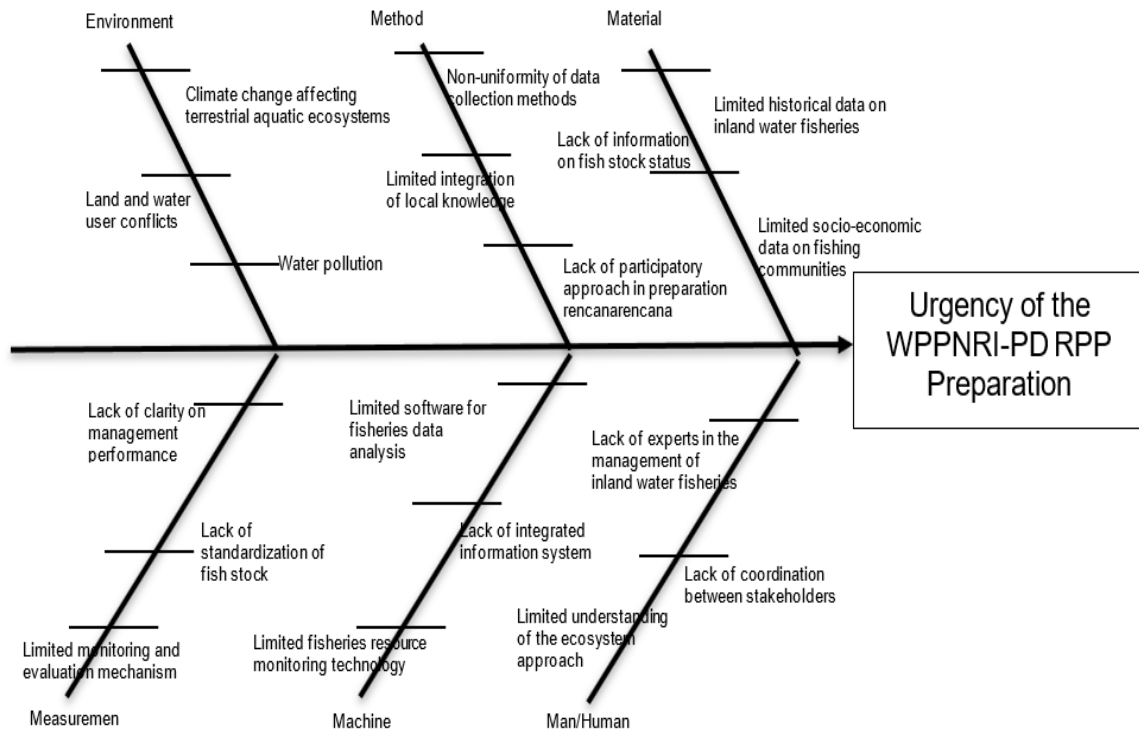 Environment
Method
Material
Climate change affecting
terrestrial aquatic ecosystems
Land and water
user conflicts
Water pollution
Non-uniformity of data
collection methods
Limited integration
of local knowledge
Lack of participatory
approach in preparation
rencanarencana
Limited historical data on
inland water fisheries
Lack of information
on fish stock status
Limited socio-economic
data on fishing
communities
Urgency of the
WPPNRI-PD RPP
Preparation
Lack of clarity on
management
performance
Lack of
standardization of
fish stock
Limited monitoring and
evaluation mechanism
Limited software for
fisheries data
analysis
Lack of integrated
information system
Limited fisheries resource
monitoring technology
Lack of experts in the
management of
inland water fisheries
Lack of coordination
between stakeholders
Limited understanding
of the ecosystem
approach
Measuremen
Machine
Man/Human